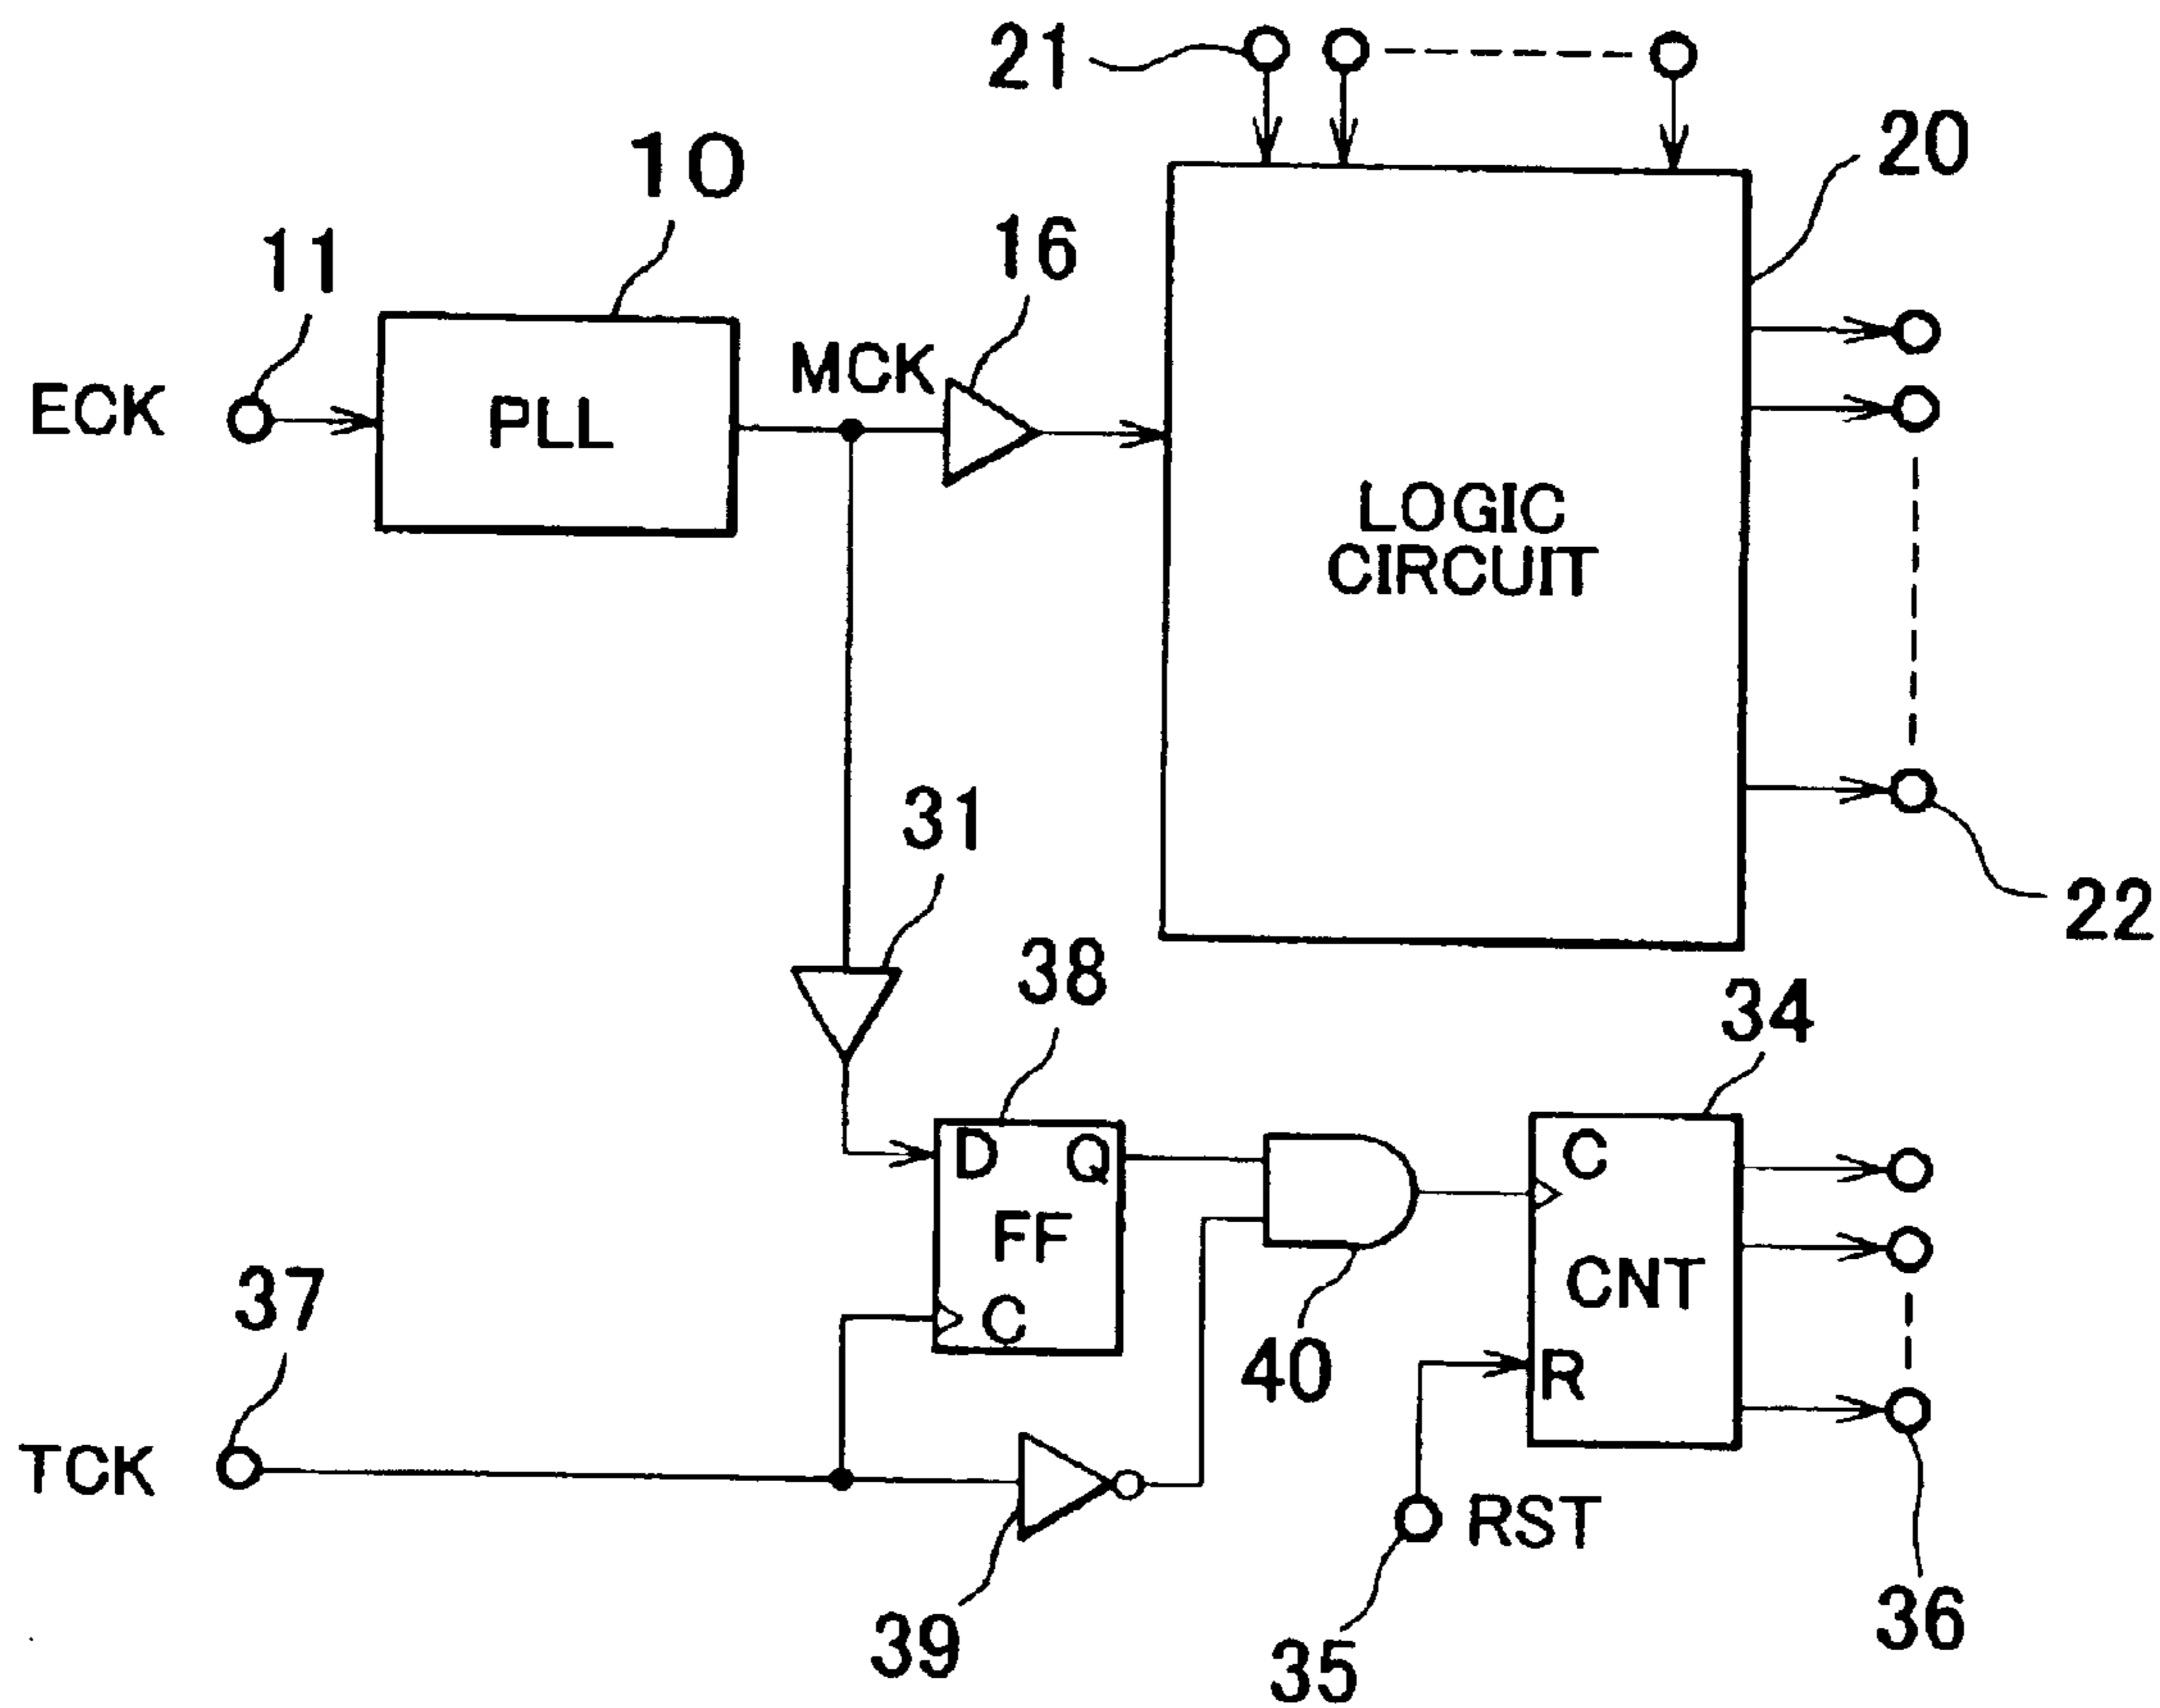 21
20
10
11
16
MCK
ECK
PLL
LOGIC
CIRCUIT
31
22
38
34
D Q
C
FF
CNT
37
C
40
R
TCK
RST
39
35
36